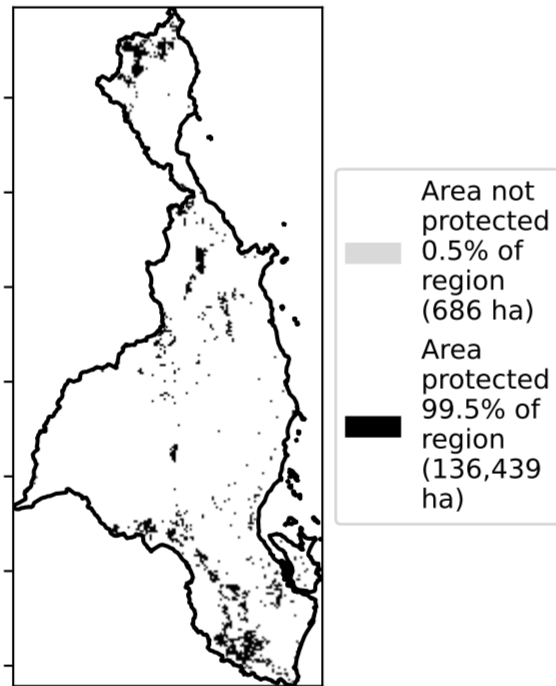 Area not
protected
0.5% of
region
(686 ha)
Area
protected
99.5% of
region
(136,439
ha)